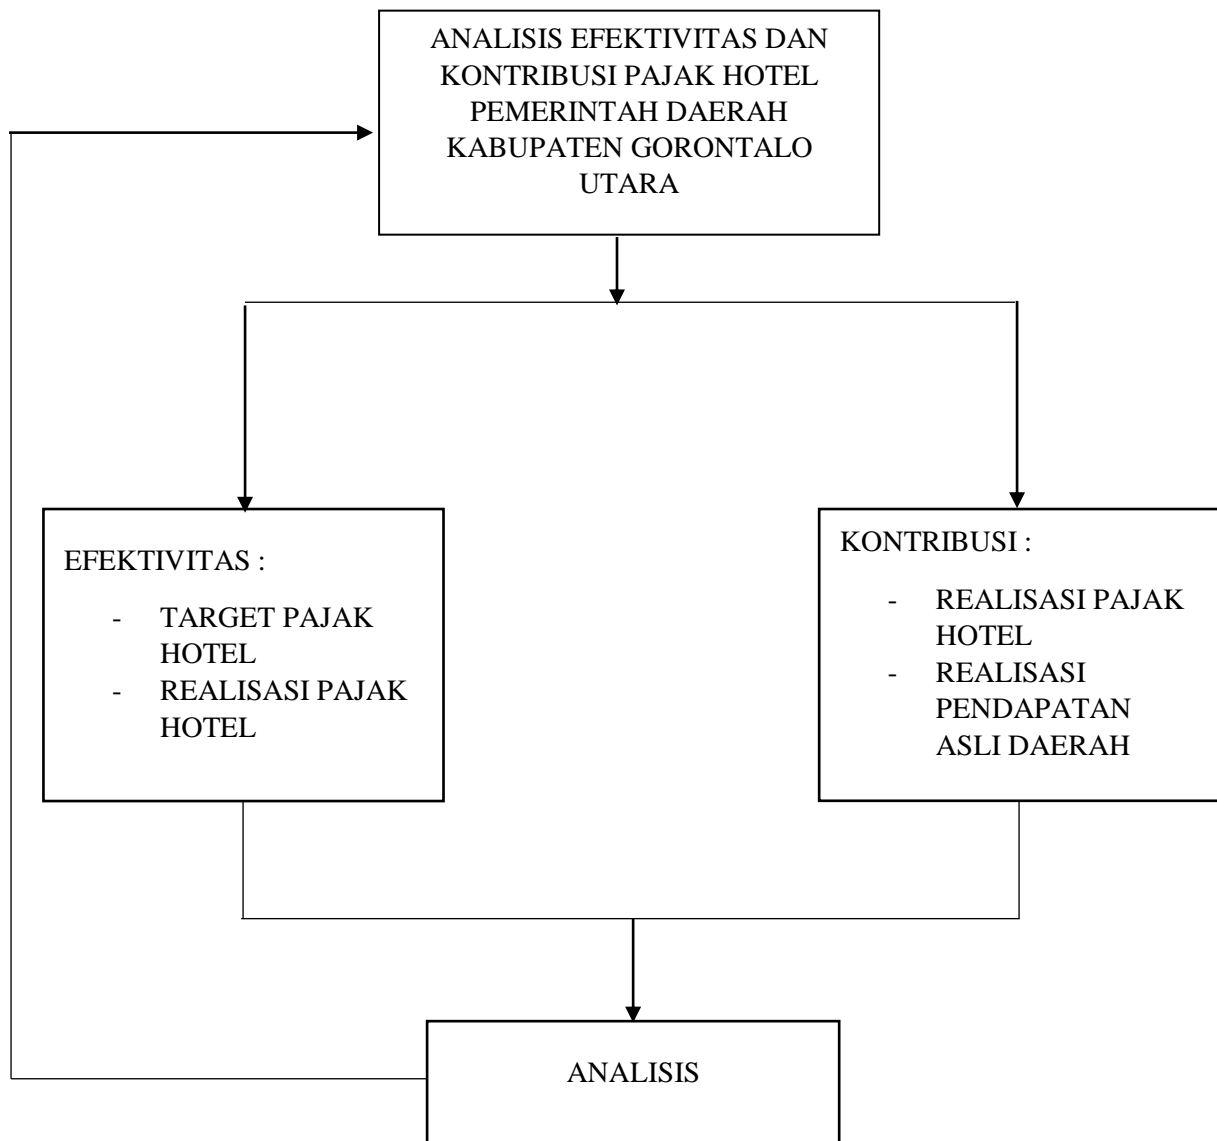 ANALISIS EFEKTIVITAS DAN
KONTRIBUSI PAJAK HOTEL
PEMERINTAH DAERAH
KABUPATEN GORONTALO
UTARA
EFEKTIVITAS :
- TARGET PAJAK
HOTEL
- REALISASI PAJAK
HOTEL
KONTRIBUSI :
- REALISASI PAJAK
HOTEL
- REALISASI
PENDAPATAN
ASLI DAERAH
ANALISIS